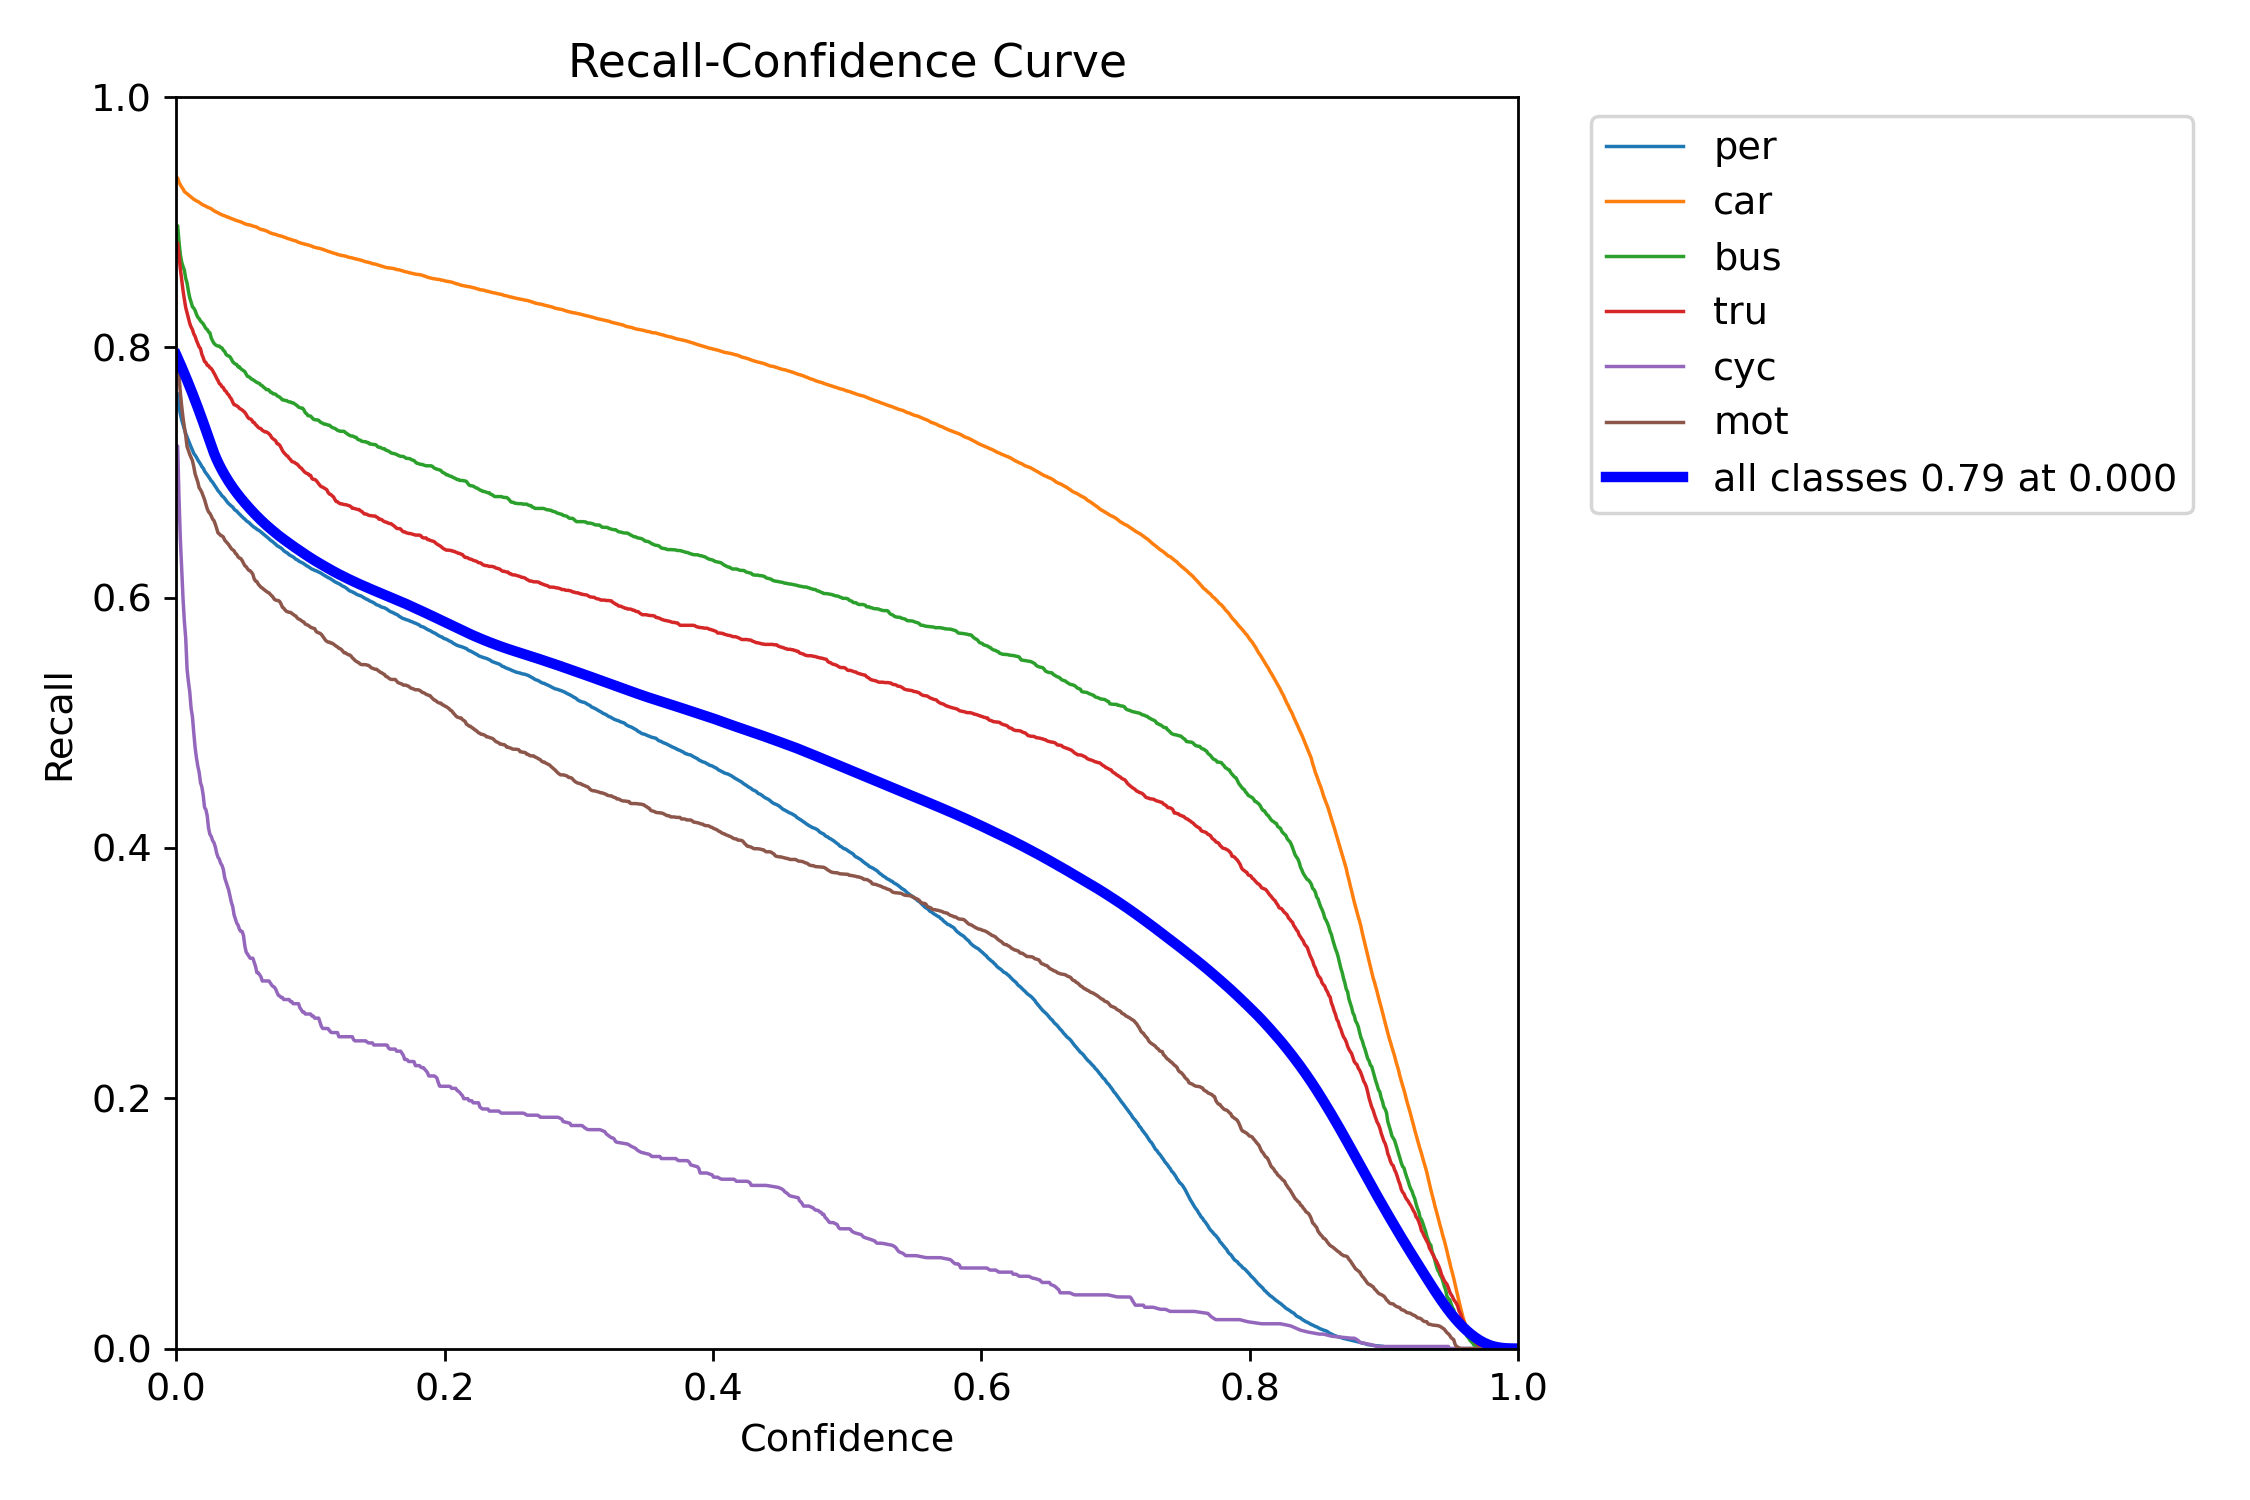 Recall-Confidence Curve
1.0
0.8
0.6
0.4
0.2
0.0
Recall
0.0 0.2 0.4 0.6 0.8 1.0
Confidence
per
car
bus
tru
cyc
mot
all classes 0.79 at 0.000